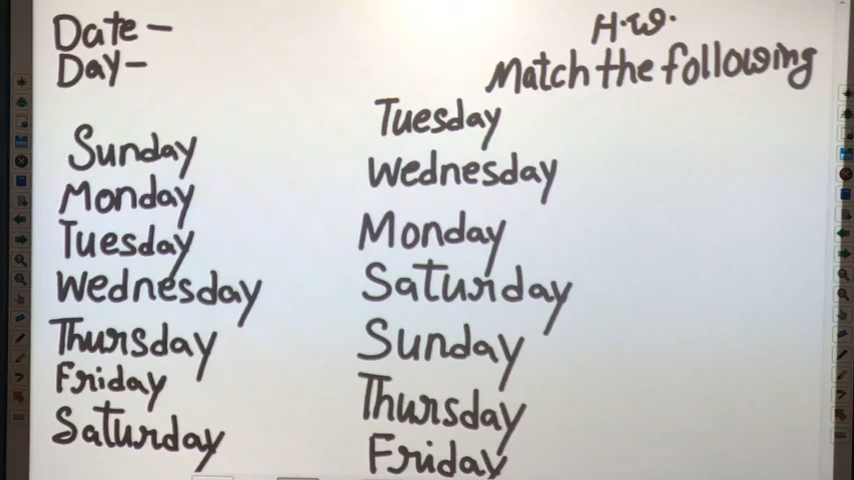 Date -
Day -
H.W.
Match the following
Sunday
Monday
Tuesday
Wednesday
Thursday
Friday
Saturday
Tuesday
Wednesday
Monday
Saturday
Sunday
Thursday
Friday